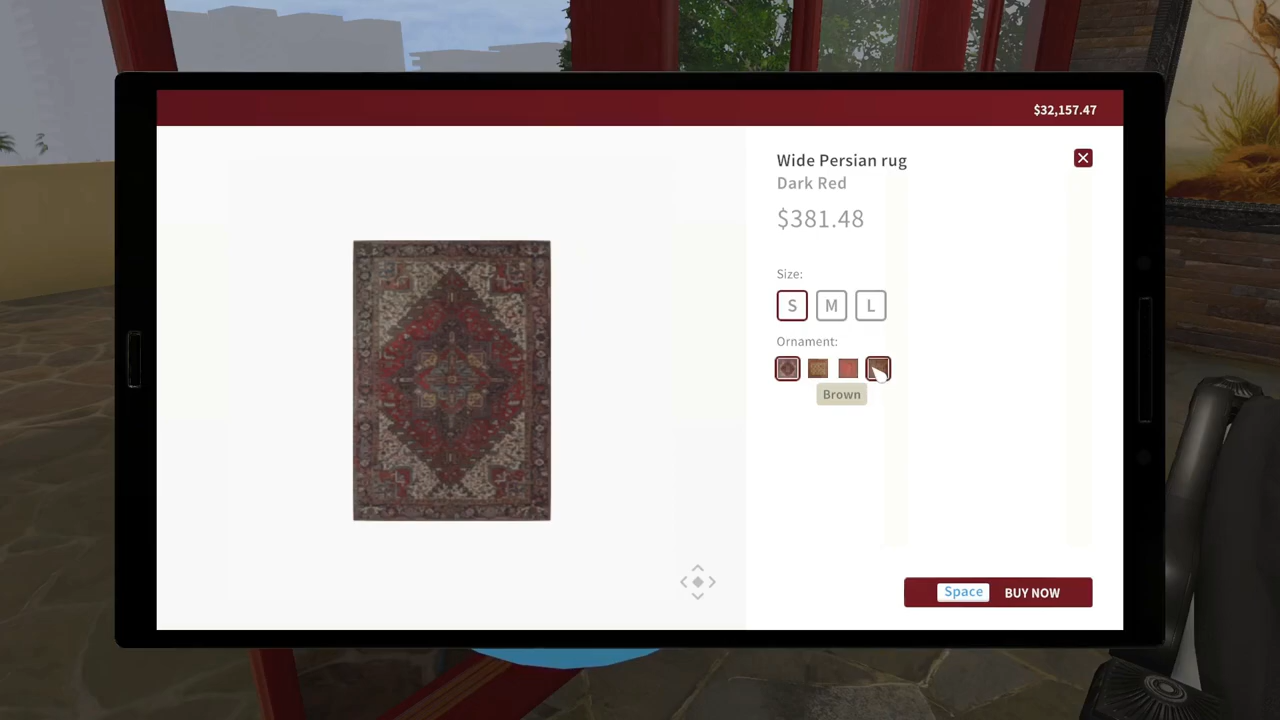 $32,157.47
Wide Persian rug
Dark Red
$381.48
Size:
S M L
Ornament:
Brown
Space BUY NOW